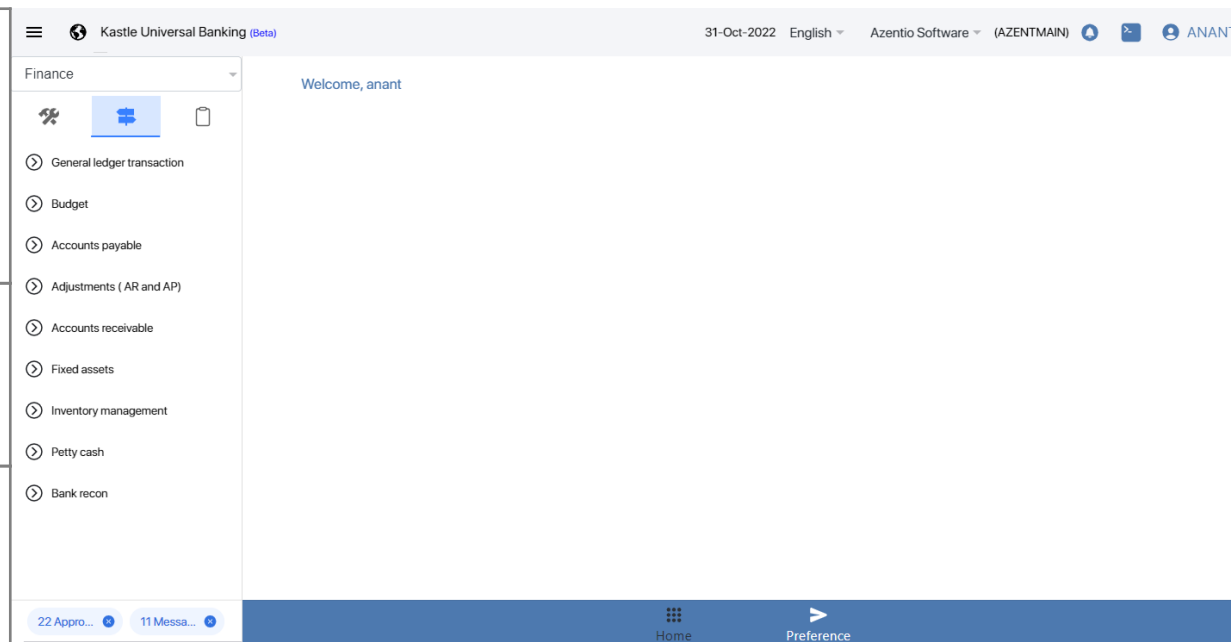 Kastle Universal Banking (Beta)
31-Oct-2022 English Azentio Software (AZENTMAIN) ANANT
Finance
Welcome, anant
General ledger transaction
Budget
Accounts payable
Adjustments ( AR and AP)
Accounts receivable
Fixed assets
Inventory management
Petty cash
Bank recon
22 Appro... 11 Messa...
Home Preference